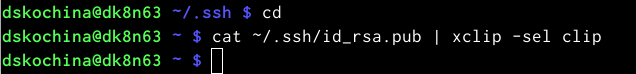 dskochina@dk8n63 ~/.ssh $ cd
dskochina@dk8n63 ~ $ cat ~/.ssh/id_rsa.pub | xclip -sel clip
dskochina@dk8n63 ~ $